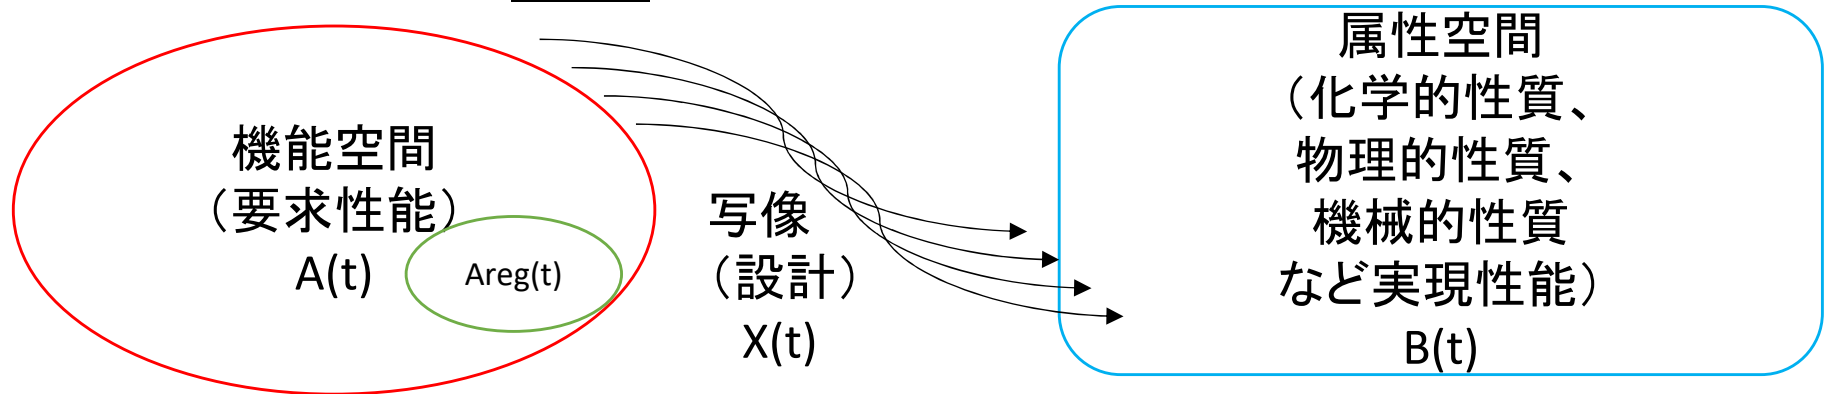 機能空間
（要求性能）
A(t)
Areg(t)
写像
（設計）
X(t)
属性空間
（化学的性質、
物理的性質、
機械的性質
など実現性能）
B(t)